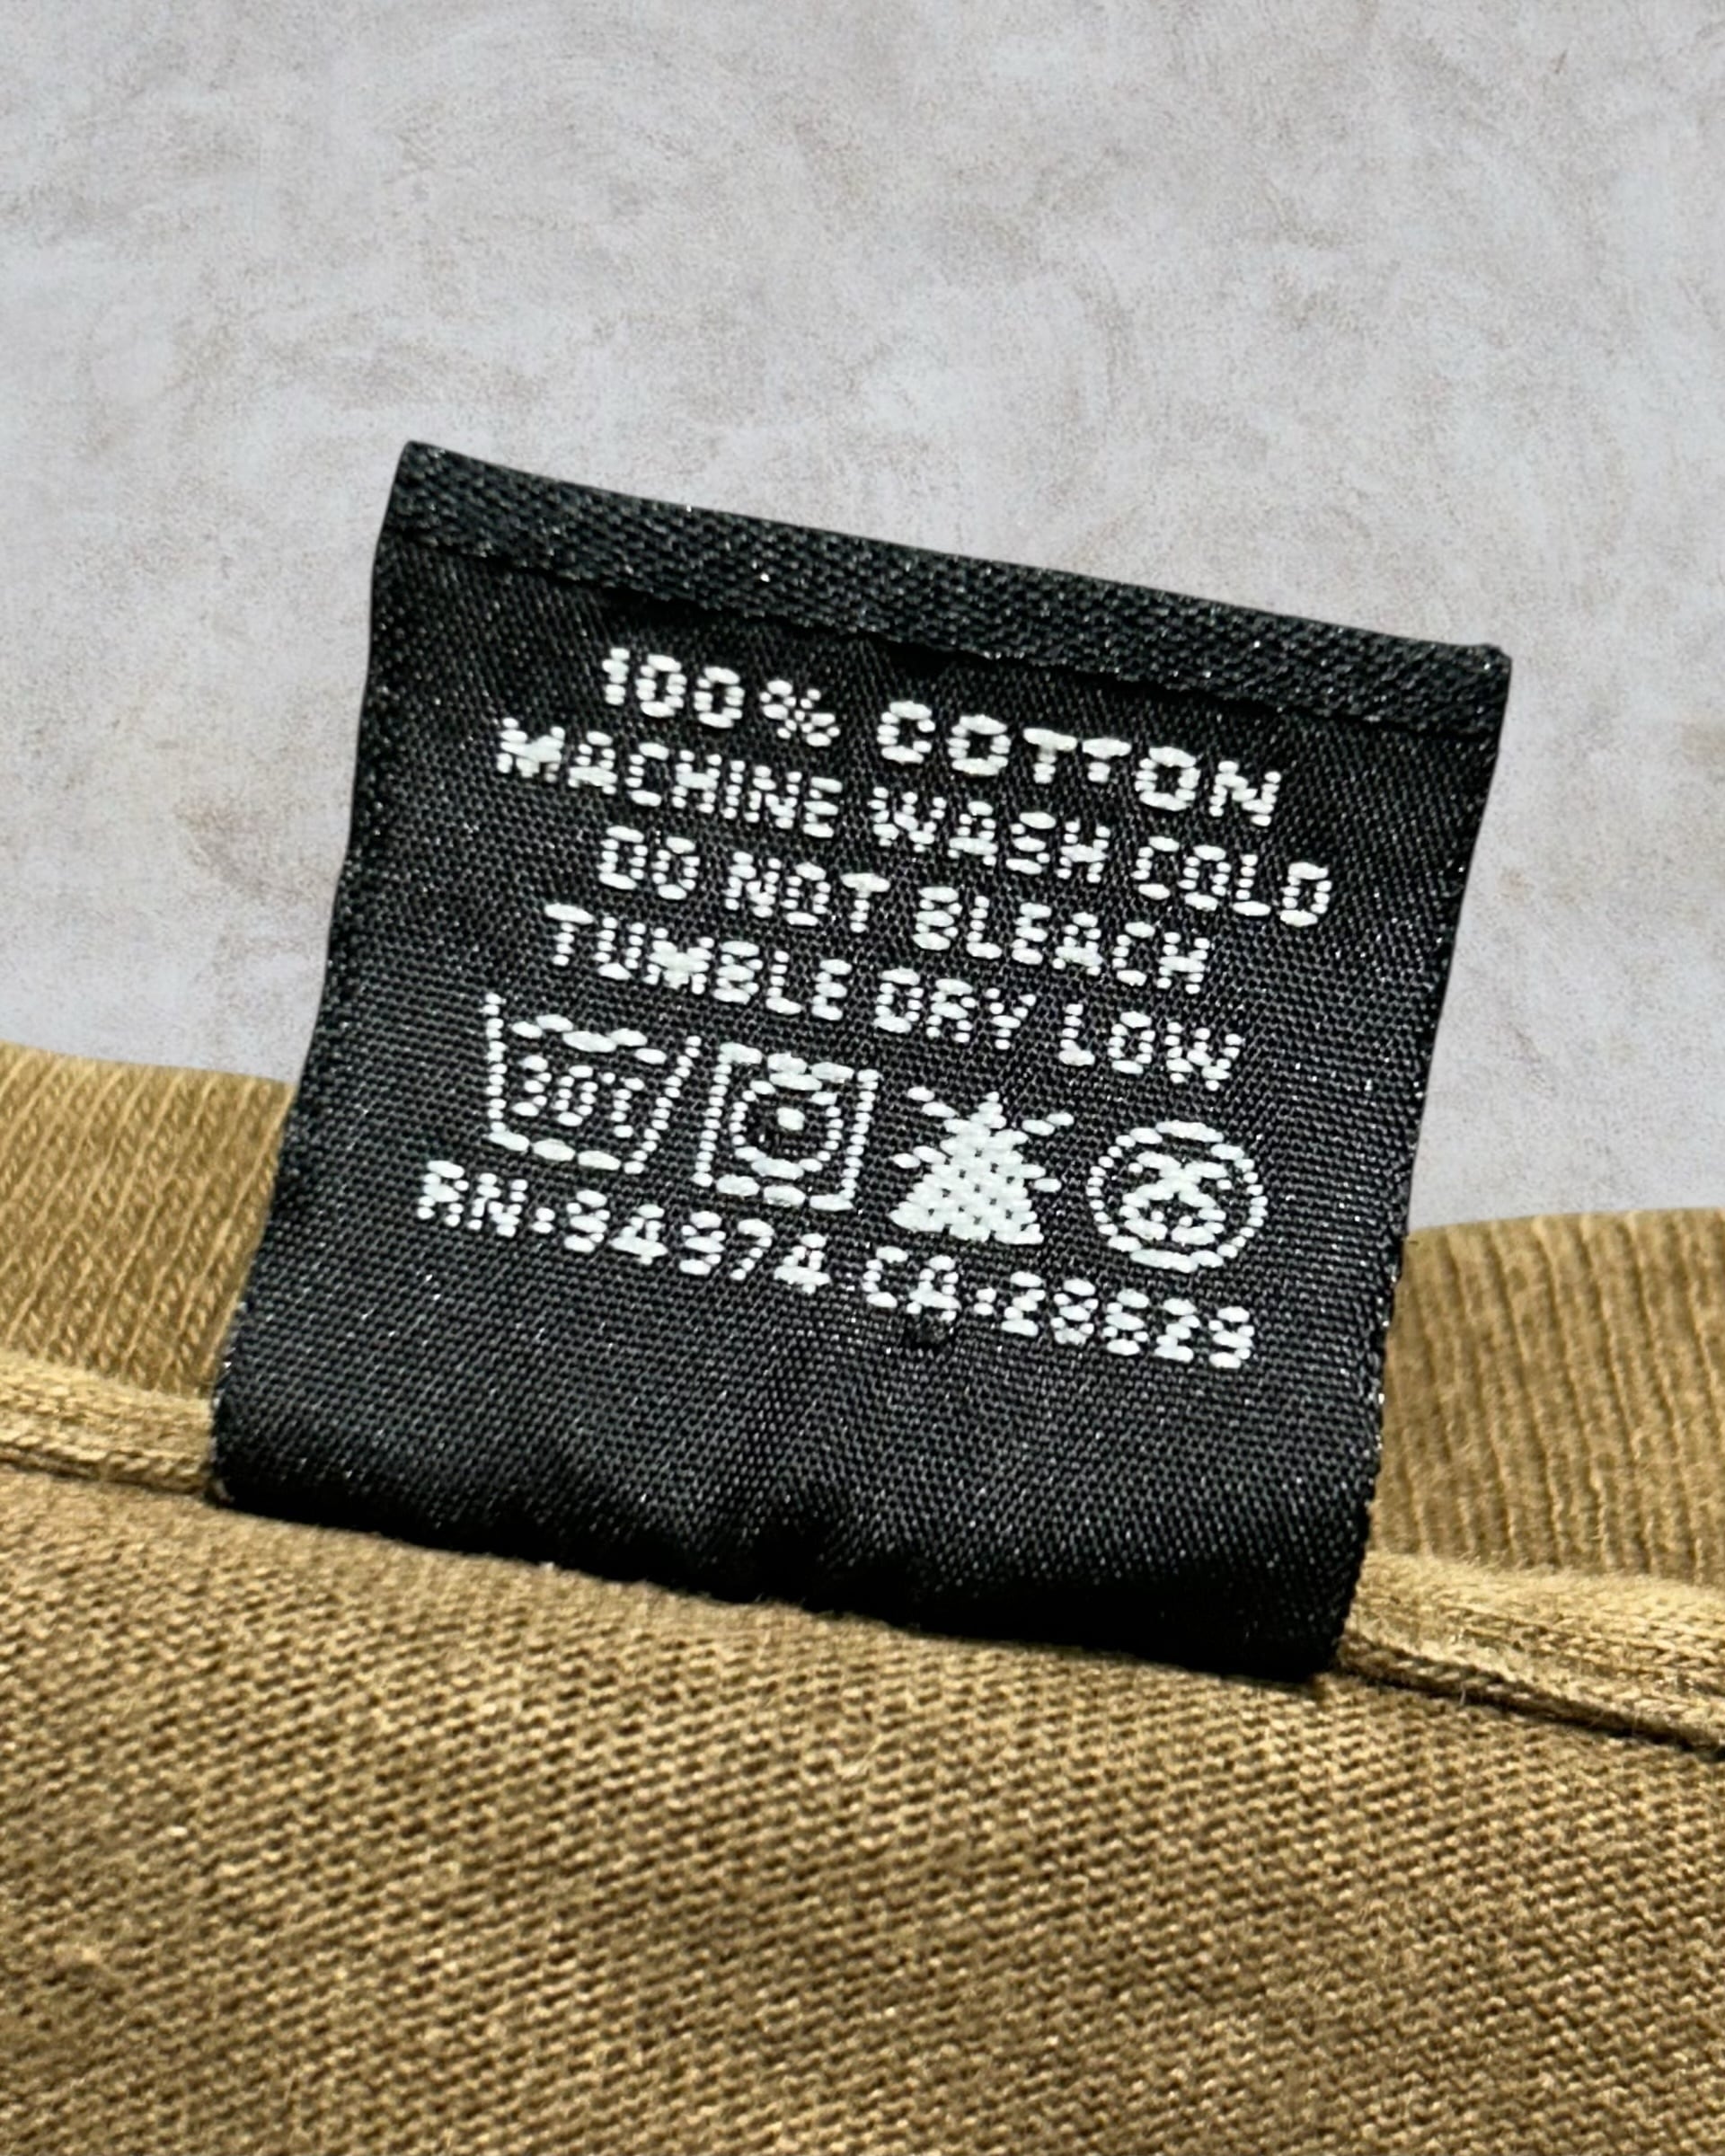 100% COTTON
MACHINE WASH COLD
DO NOT BLEACH
TUMBLE DRY LOW
30°C
RN:94974 CA:28629